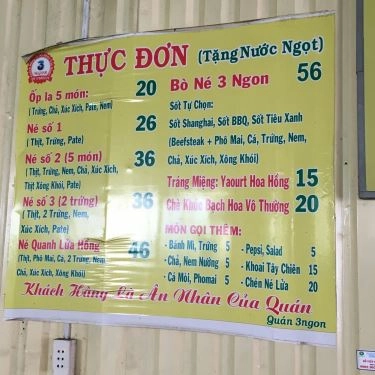 3
THỰC ĐƠN (Tặng Nước Ngọt)
Ốp la 5 món: 20
( Trứng, Chả, Xúc Xích, Pate, Nem)
Né số 1 26
(Thịt, Trứng, Pate)
Né số 2 (5 món) 36
(Thịt, Trứng, Nem, Chả, Xúc Xích,
Thịt Xông Khói, Pate)
Né số 3 (2 trứng) 36
(Thịt, 2 Trứng, Nem,
Xúc Xích, Pate)
Né Quanh Lửa Hồng 46
(Thịt, Phô Mai, Cá, 2 Trứng, Nem,
Chả, Xúc Xích, Xông Khói)
Bò Né 3 Ngon 56
Sốt Tự Chọn:
Sốt Shanghai, Sốt BBQ, Sốt Tiêu Xanh
(Beefsteak + Phô Mai, Cá, Trứng, Nem,
Chả, Xúc Xích, Xông Khói)
Tráng Miệng: Yaourt Hoa Hồng 15
Chè Khúc Bạch Hoa Vô Thường 20
MÓN GỌI THÊM:
- Bánh Mì, Trứng 5 - Pepsi, Salad 5
- Chả, Nem Nướng 5 - Khoai Tây Chiên 15
- Cá Mòi, Phomai 5 - Chén Né Lửa 20
Khách Hàng Là Ân Nhân Của Quán
Quán 3ngon